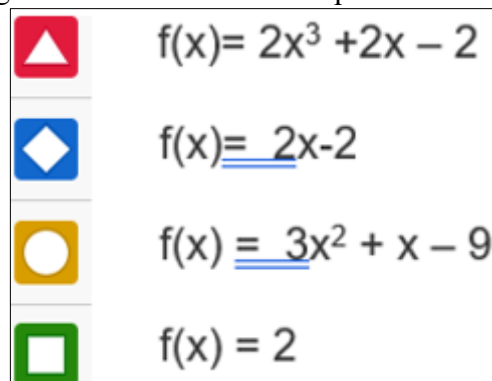 f(x)= 2x³ +2x – 2
f(x)= 2x-2
f(x) = 3x² + x – 9
f(x) = 2